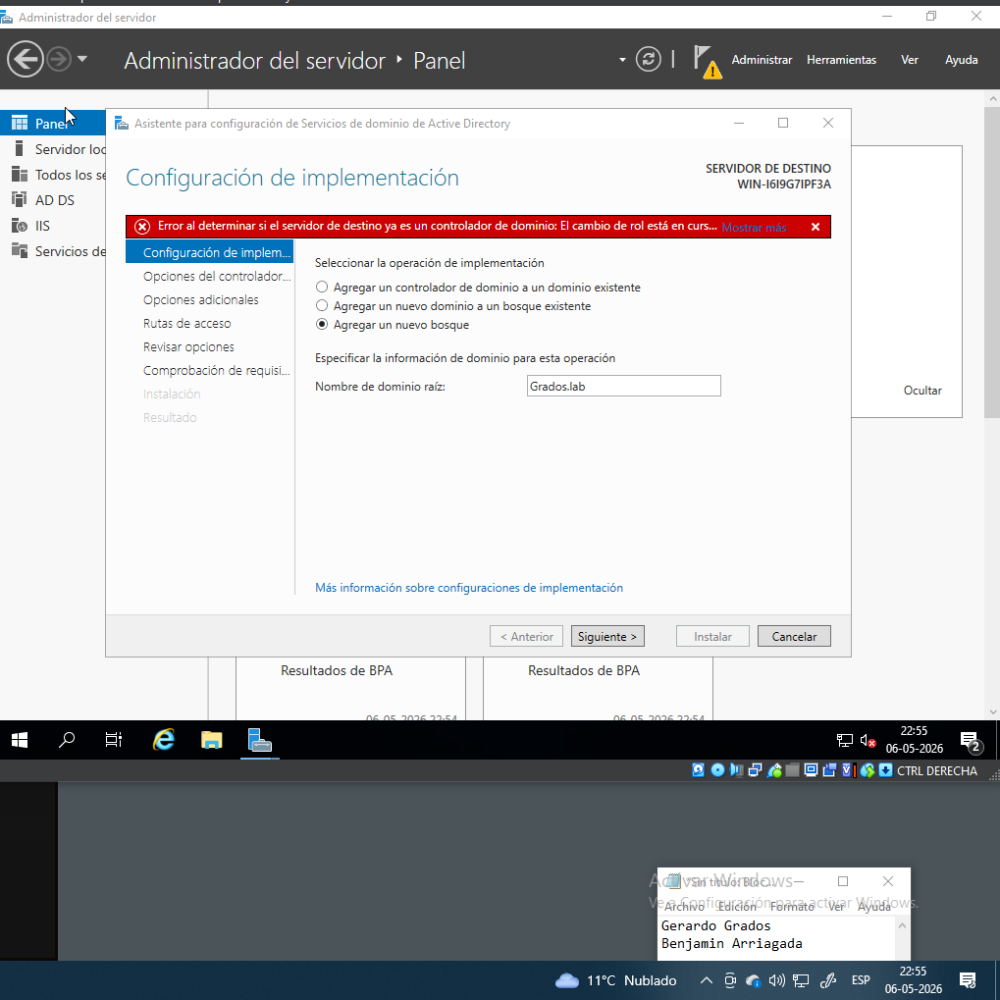 Administrador del servidor
Administrador del servidor ‣ Panel
Administrar
Herramientas
Ver
Ayuda
Panel
Servidor loc
Todos los se
AD DS
IIS
Servicios de
Asistente para configuración de Servicios de dominio de Active Directory
Configuración de implementación
SERVIDOR DE DESTINO
WIN-I6I9G7IPF3A
Error al determinar si el servidor de destino ya es un controlador de dominio: El cambio de rol está en curs... Mostrar más
Configuración de implem...
Opciones del controlador...
Opciones adicionales
Rutas de acceso
Revisar opciones
Comprobación de requisi...
Instalación
Resultado
Seleccionar la operación de implementación
Agregar un controlador de dominio a un dominio existente
Agregar un nuevo dominio a un bosque existente
Agregar un nuevo bosque
Especificar la información de dominio para esta operación
Nombre de dominio raíz:
Grados.lab
Más información sobre configuraciones de implementación
< Anterior
Siguiente >
Instalar
Cancelar
Ocultar
Resultados de BPA
06-05-2026 22:54
Resultados de BPA
06-05-2026 22:54
22:55
06-05-2026
2
CTRL DERECHA
Activar Windows
Ve a Configuración para activar Windows.
*Sin título: Bloc...
Archivo Edición Formato Ver Ayuda
Gerardo Grados
Benjamin Arriagada
11°C Nublado
ESP
22:55
06-05-2026